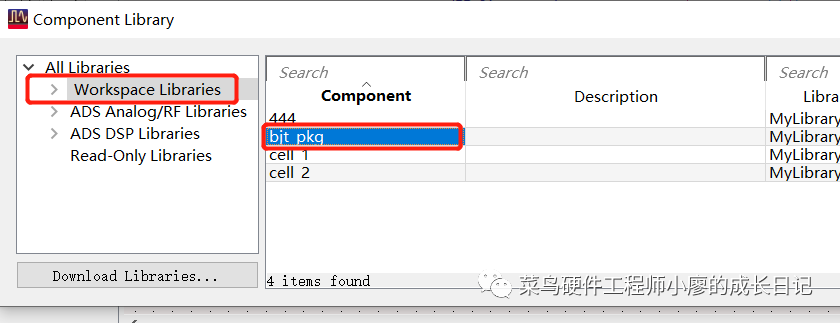 Component Library
All Libraries
Workspace Libraries
ADS Analog/RF Libraries
ADS DSP Libraries
Read-Only Libraries
Download Libraries...
Search Search Search
Component Description Libra
444 MyLibrary
bjt_pkg MyLibrary
cell_1 MyLibrary
cell_2 MyLibrary
4 items found
菜鸟硬件工程师小廖的成长日记